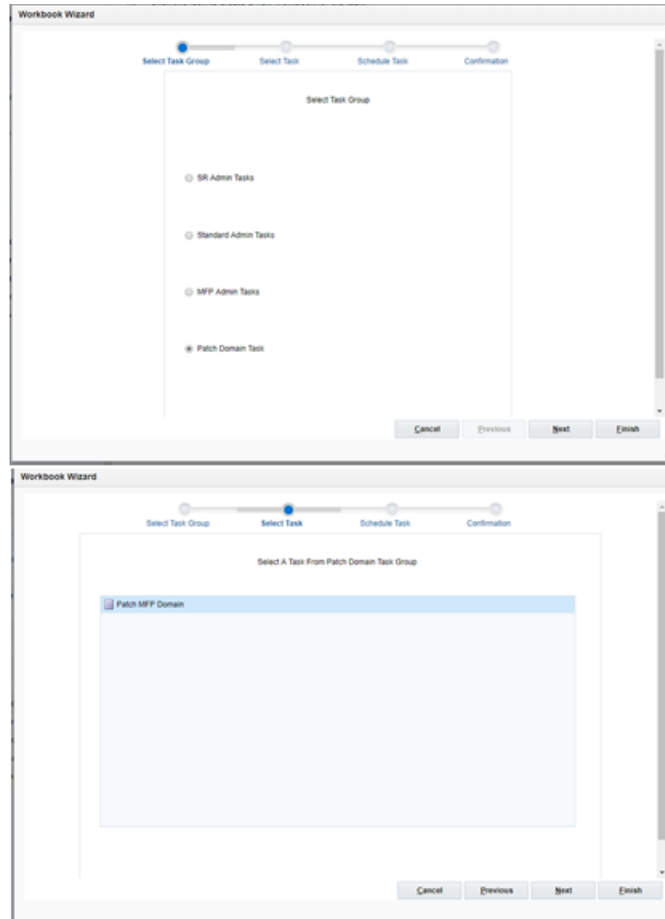 Workbook Wizard
Select Task Group Select Task Schedule Task Confirmation
Select Task Group
SR Admin Tasks
Standard Admin Tasks
MFP Admin Tasks
Patch Domain Task
Cancel Previous Next Finish
Workbook Wizard
Select Task Group Select Task Schedule Task Confirmation
Select A Task From Patch Domain Task Group
Patch MFP Domain
Cancel Previous Next Finish